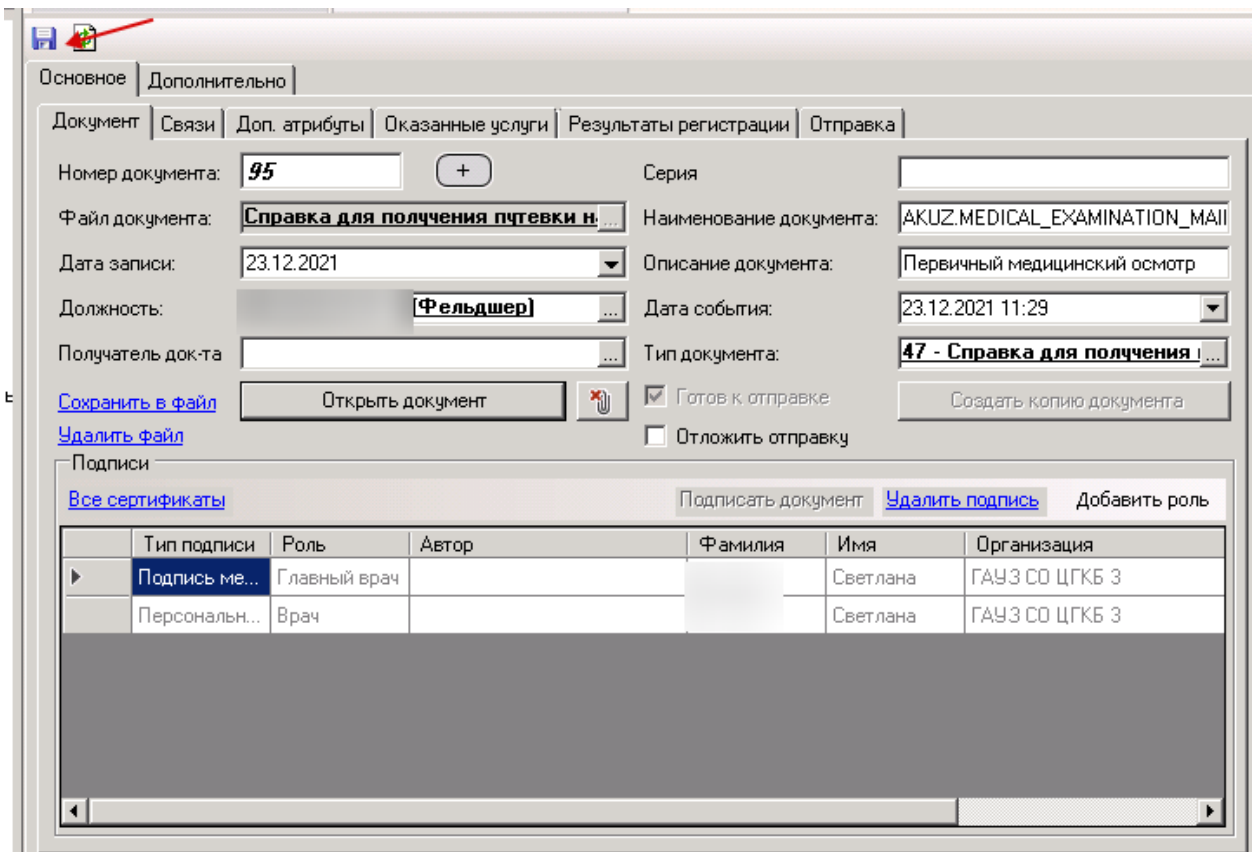 Основное Дополнительно
Документ Связи Доп. атрибуты Оказанные услуги Результаты регистрации Отправка
Номер документа: 95 + Серия
Файл документа: Справка для получения путевки н... Наименование документа: AKUZ.MEDICAL_EXAMINATION_MAII
Дата записи: 23.12.2021 Описание документа: Первичный медицинский осмотр
Должность: (Фельдшер) ... Дата события: 23.12.2021 11:29
Получатель док-та ... Тип документа: 47 - Справка для получения ...
Сохранить в файл Открыть документ Готов к отправке Создать копию документа
Удалить файл Отложить отправку
Подписи
Все сертификаты Подписать документ Удалить подпись Добавить роль
Тип подписи Роль Автор Фамилия Имя Организация
Подпись ме... Главный врач Светлана ГАУЗ СО ЦГКБ 3
Персональн... Врач Светлана ГАУЗ СО ЦГКБ 3